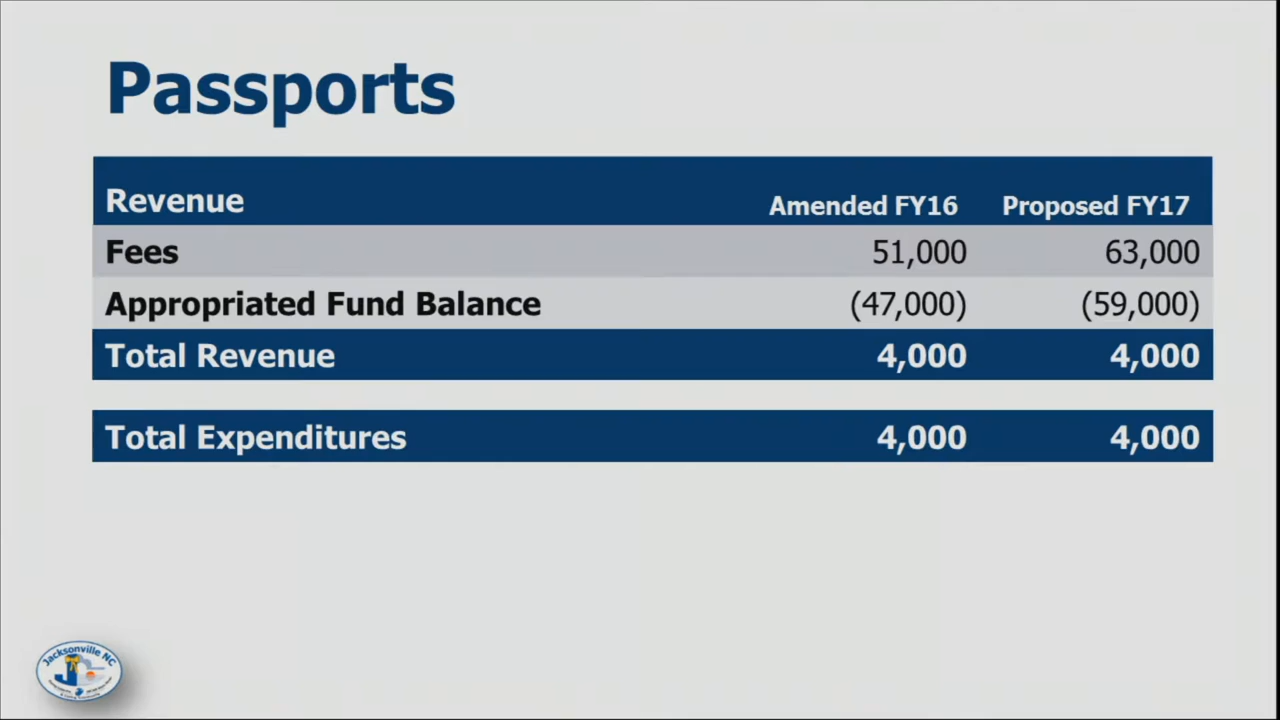 Passports
Revenue Amended FY16 Proposed FY17
Fees 51,000 63,000
Appropriated Fund Balance (47,000) (59,000)
Total Revenue 4,000 4,000
Total Expenditures 4,000 4,000
Jacksonville NC